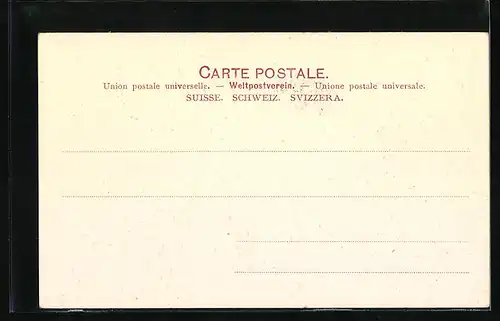 CARTE POSTALE.
Union postale universelle. — Weltpostverein. — Unione postale universale.
SUISSE. SCHWEIZ. SVIZZERA.